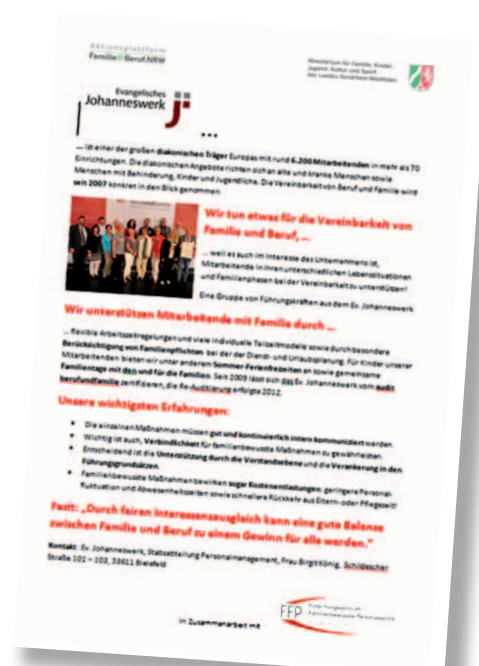 Aktionsplattform
Familie@Beruf.NRW
Ministerium für Familie, Kinder,
Jugend, Kultur und Sport
des Landes Nordrhein-Westfalen
Evangelisches
Johanneswerk
...
... ist einer der großen diakonischen Träger Europas mit rund 6.200 Mitarbeitenden in mehr als 70
Einrichtungen. Die diakonischen Angebote richten sich an alte und kranke Menschen sowie
Menschen mit Behinderung, Kinder und Jugendliche. Die Vereinbarkeit von Beruf und Familie wird
seit 2007 konkret in den Blick genommen.
Wir tun etwas für die Vereinbarkeit von
Familie und Beruf, ...
... weil es auch im Interesse des Unternehmens ist,
Mitarbeitende in ihren unterschiedlichen Lebenssituationen
und Familienphasen bei der Vereinbarkeit zu unterstützen!
Eine Gruppe von Führungskräften aus dem Ev. Johanneswerk
Wir unterstützen Mitarbeitende mit Familie durch ...
... flexible Arbeitszeitregelungen und viele individuelle Teilzeitmodelle sowie durch besondere
Berücksichtigung von Familienpflichten bei der der Dienst- und Urlaubsplanung. Für Kinder unserer
Mitarbeitenden bieten wir unter anderem Sommer-Ferienfreizeiten an sowie gemeinsame
Familientage mit den und für die Familien. Seit 2009 lässt sich das Ev. Johanneswerk vom audit
berufundfamilie zertifizieren, die Re-Auditierung erfolgte 2012.
Unsere wichtigsten Erfahrungen:
• Die einzelnen Maßnahmen müssen gut und kontinuierlich intern kommuniziert werden.
• Wichtig ist auch, Verbindlichkeit für familienbewusste Maßnahmen zu gewährleisten.
• Entscheidend ist die Unterstützung durch die Vorstandsebene und die Verankerung in den
Führungsgrundsätzen.
• Familienbewusste Maßnahmen bewirken sogar Kostenentlastungen: geringere Personal-
fluktuation und Abwesenheitszeiten sowie schnellere Rückkehr aus Eltern- oder Pflegezeit!
Fazit: „Durch fairen Interessenausgleich kann eine gute Balance
zwischen Familie und Beruf zu einem Gewinn für alle werden.“
Kontakt: Ev. Johanneswerk, Stabsabteilung Personalmanagement, Frau Birgit König, Schildescher
Straße 101 – 103, 33611 Bielefeld
In Zusammenarbeit mit
FFP